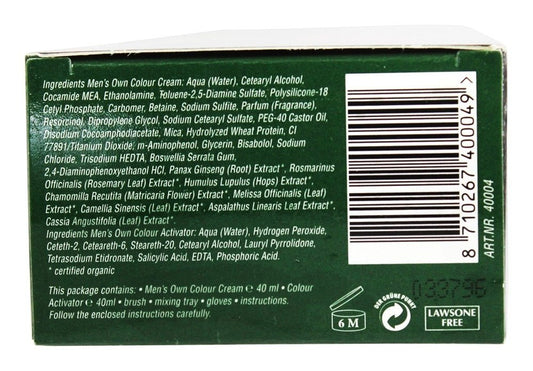 Ingredients Men's Own Colour Cream: Aqua (Water), Cetearyl Alcohol,
Cocamide MEA, Ethanolamine, Toluene-2,5-Diamine Sulfate, Polysilicone-18
Cetyl Phosphate, Carbomer, Betaine, Sodium Sulfite, Parfum (Fragrance),
Resorcinol, Dipropylene Glycol, Sodium Cetearyl Sulfate, PEG-40 Castor Oil,
Disodium Cocoamphodiacetate, Mica, Hydrolyzed Wheat Protein, CI
77891/Titanium Dioxide, m-Aminophenol, Glycerin, Bisabolol, Sodium
Chloride, Trisodium HEDTA, Boswellia Serrata Gum,
2,4-Diaminophenoxyethanol HCl, Panax Ginseng (Root) Extract*, Rosmarinus
Officinalis (Rosemary Leaf) Extract*, Humulus Lupulus (Hops) Extract*,
Chamomilla Recutita (Matricaria Flower) Extract*, Melissa Officinalis (Leaf)
Extract*, Camellia Sinensis (Leaf) Extract*, Aspalathus Linearis Leaf Extract*,
Cassia Angustifolia (Leaf) Extract*.
Ingredients Men's Own Colour Activator: Aqua (Water), Hydrogen Peroxide,
Ceteth-2, Ceteareth-6, Steareth-20, Cetearyl Alcohol, Lauryl Pyrrolidone,
Tetrasodium Etidronate, Salicylic Acid, EDTA, Phosphoric Acid.
* certified organic
This package contains: • Men's Own Colour Cream ℮ 40 ml • Colour
Activator ℮ 40ml • brush • mixing tray • gloves • instructions.
Follow the enclosed instructions carefully.
8 710267 400049 >
ART.NR. 40004
033796
6 M
DER GRÜNE PUNKT
LAWSONE
FREE